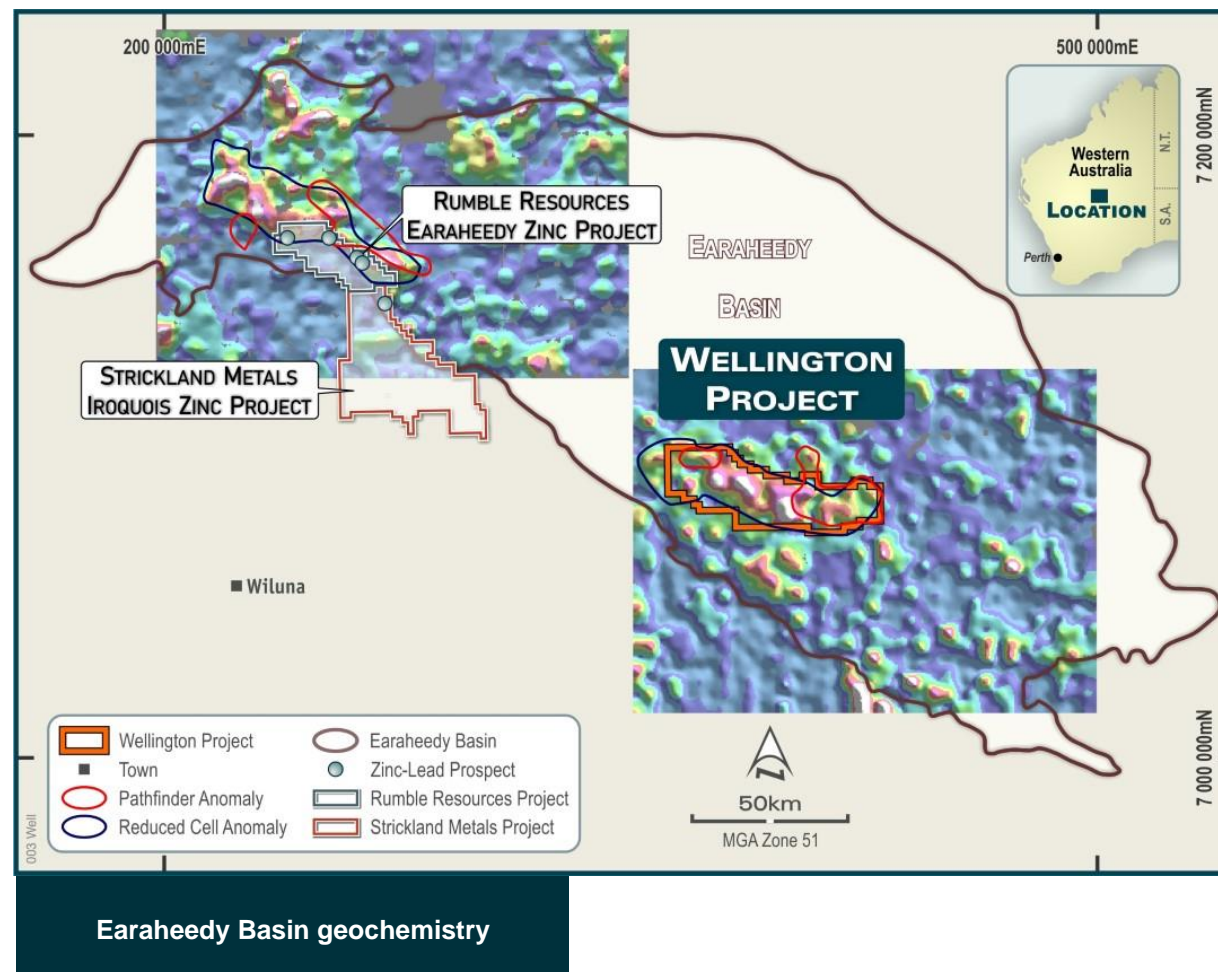 200 000mE
500 000mE
7 200 000mN
Western
Australia
N.T.
LOCATION
S.A.
Perth
RUMBLE RESOURCES
EARAHEEDY ZINC PROJECT
EARAHEEDY
BASIN
WELLINGTON
PROJECT
STRICKLAND METALS
IROQUOIS ZINC PROJECT
Wiluna
Wellington Project
Earaheedy Basin
Town
Zinc-Lead Prospect
Pathfinder Anomaly
Rumble Resources Project
Reduced Cell Anomaly
Strickland Metals Project
N
50km
MGA Zone 51
7 000 000mN
003 Well
Earaheedy Basin geochemistry